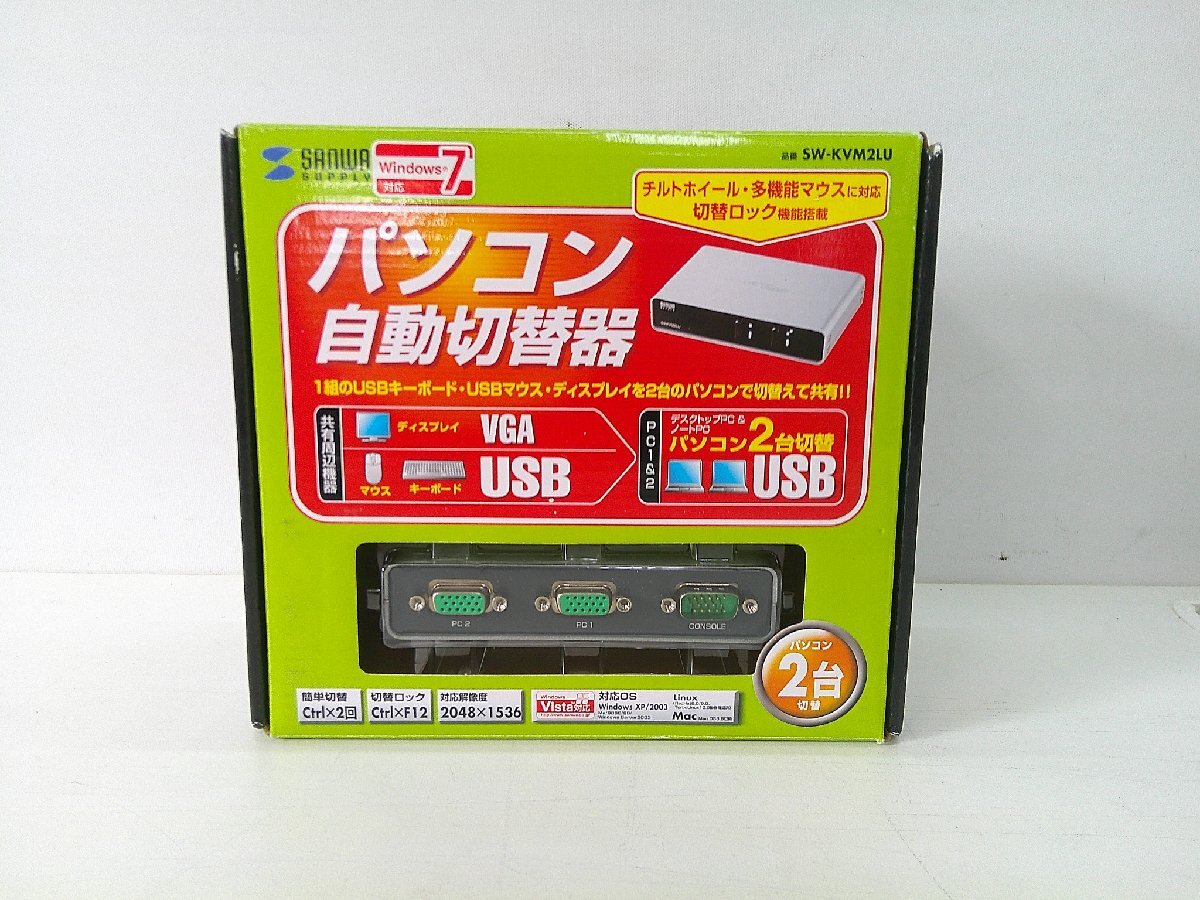 SANWA
SUPPLY
Windows® 7
対応
品番 SW-KVM2LU
チルトホイール・多機能マウスに対応
切替ロック機能搭載
パソコン
自動切替器
1組のUSBキーボード・USBマウス・ディスプレイを2台のパソコンで切替えて共有!!
共有周辺機器
ディスプレイ
VGA
マウス
キーボード
USB
PC1&2
デスクトップPC &
ノートPC
パソコン2台切替
USB
PC 2
PC 1
CONSOLE
パソコン
2台
切替
簡単切替
Ctrl×2回
切替ロック
Ctrl×F12
対応解像度
2048×1536
Windows
Vista 対応
対応OS
Windows XP/2003
Linux
Mac